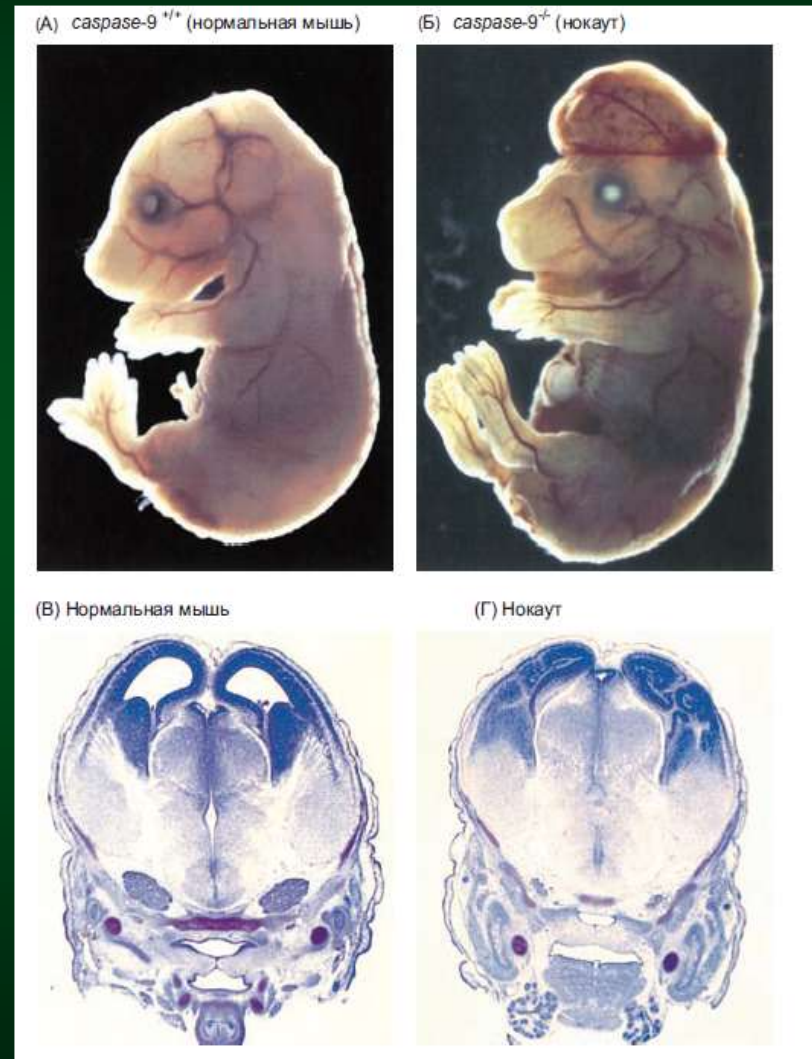 (А) caspase-9 +/+ (нормальная мышь)
(Б) caspase-9-/- (нокаут)
(В) Нормальная мышь
(Г) Нокаут